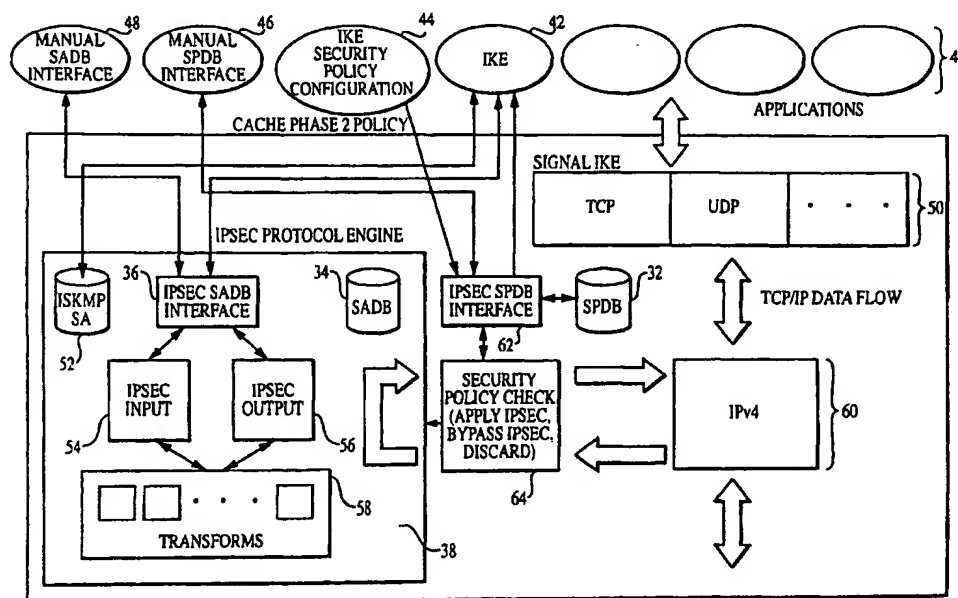 48
46
44
42
MANUAL
SADB
INTERFACE
MANUAL
SPDB
INTERFACE
IKE
SECURITY
POLICY
CONFIGURATION
IKE
4
APPLICATIONS
CACHE PHASE 2 POLICY
SIGNAL IKE
TCP
UDP
. . .
50
IPSEC PROTOCOL ENGINE
ISKMP
SA
52
36
IPSEC SADB
INTERFACE
34
SADB
IPSEC SPDB
INTERFACE
62
32
SPDB
TCP/IP DATA FLOW
IPSEC
INPUT
54
IPSEC
OUTPUT
56
SECURITY
POLICY CHECK
(APPLY IPSEC,
BYPASS IPSEC,
DISCARD)
64
IPv4
60
. . .
58
TRANSFORMS
38